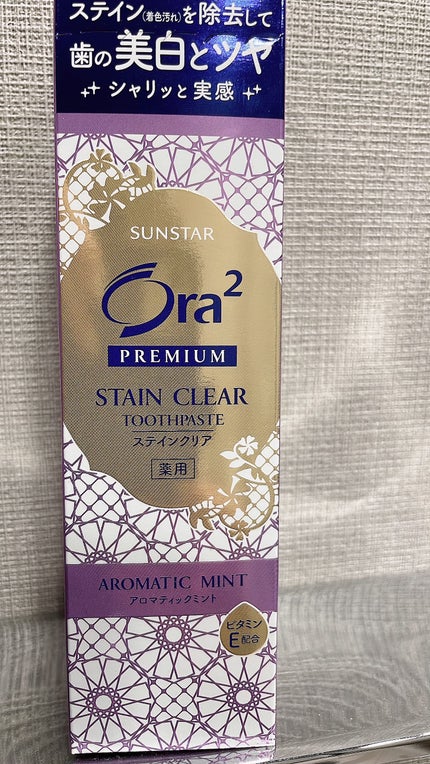 ステイン(着色汚れ)を除去して
歯の美白とツヤ
シャリッと実感
SUNSTAR
Ora²
PREMIUM
STAIN CLEAR
TOOTHPASTE
ステインクリア
薬用
AROMATIC MINT
アロマティックミント
ビタミン
E配合